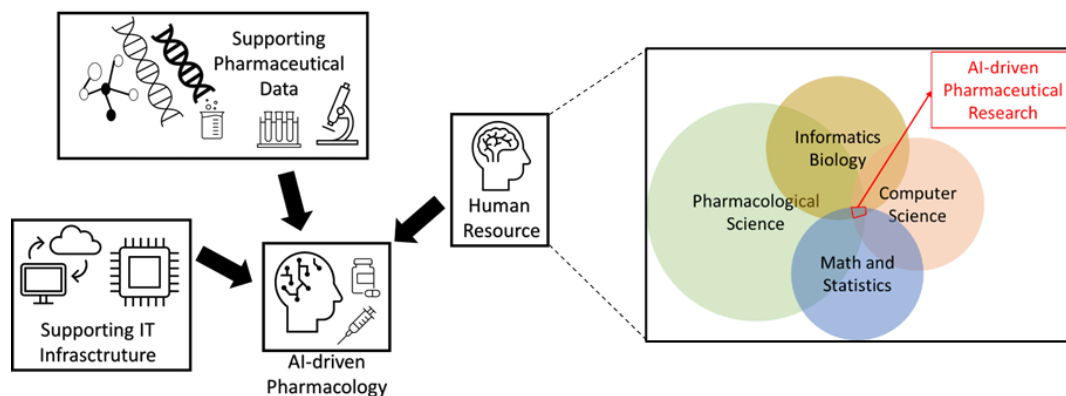 Supporting
Pharmaceutical
Data
Human
Resource
Supporting IT
Infrasctruture
AI-driven
Pharmacology
AI-driven
Pharmaceutical
Research
Informatics
Biology
Pharmacological
Science
Computer
Science
Math and
Statistics